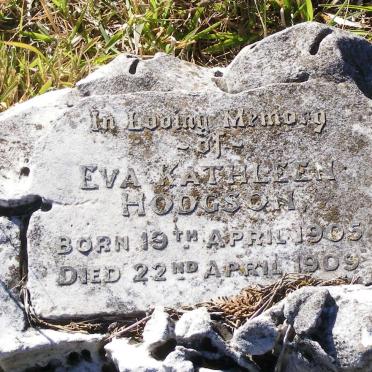 In Loving Memory
- of -
EVA KATHLEEN
HODGSON
BORN 19TH APRIL 1905
DIED 22ND APRIL 1909